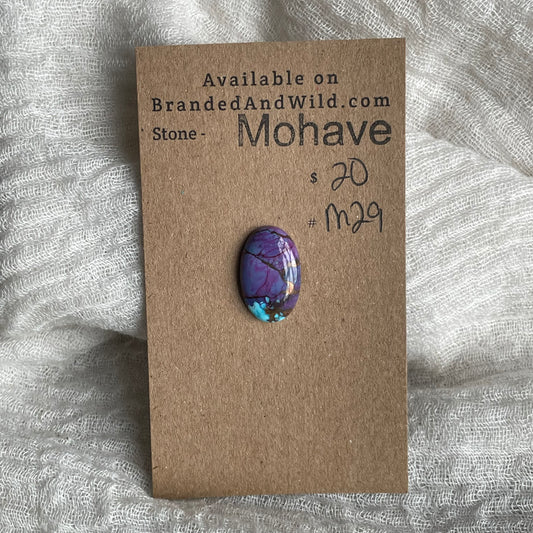 Available on
BrandedAndWild.com
Stone - Mohave
$ 20
# M29